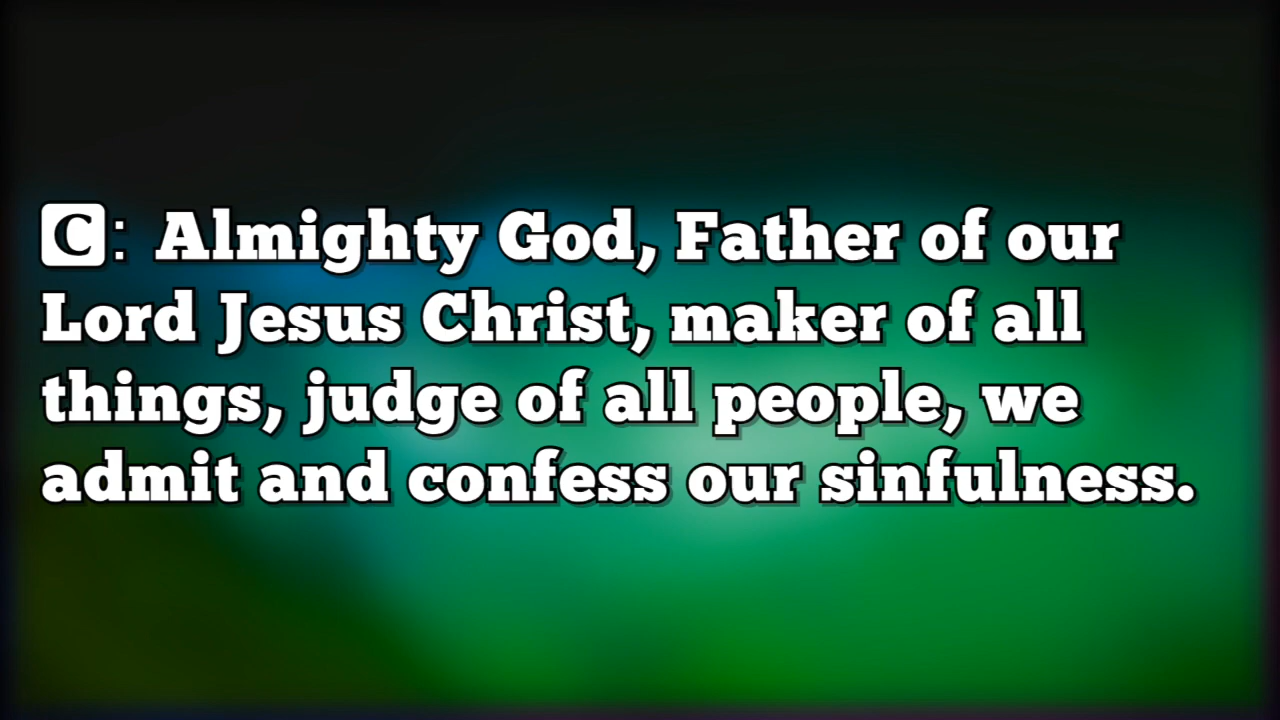 C: Almighty God, Father of our
Lord Jesus Christ, maker of all
things, judge of all people, we
admit and confess our sinfulness.